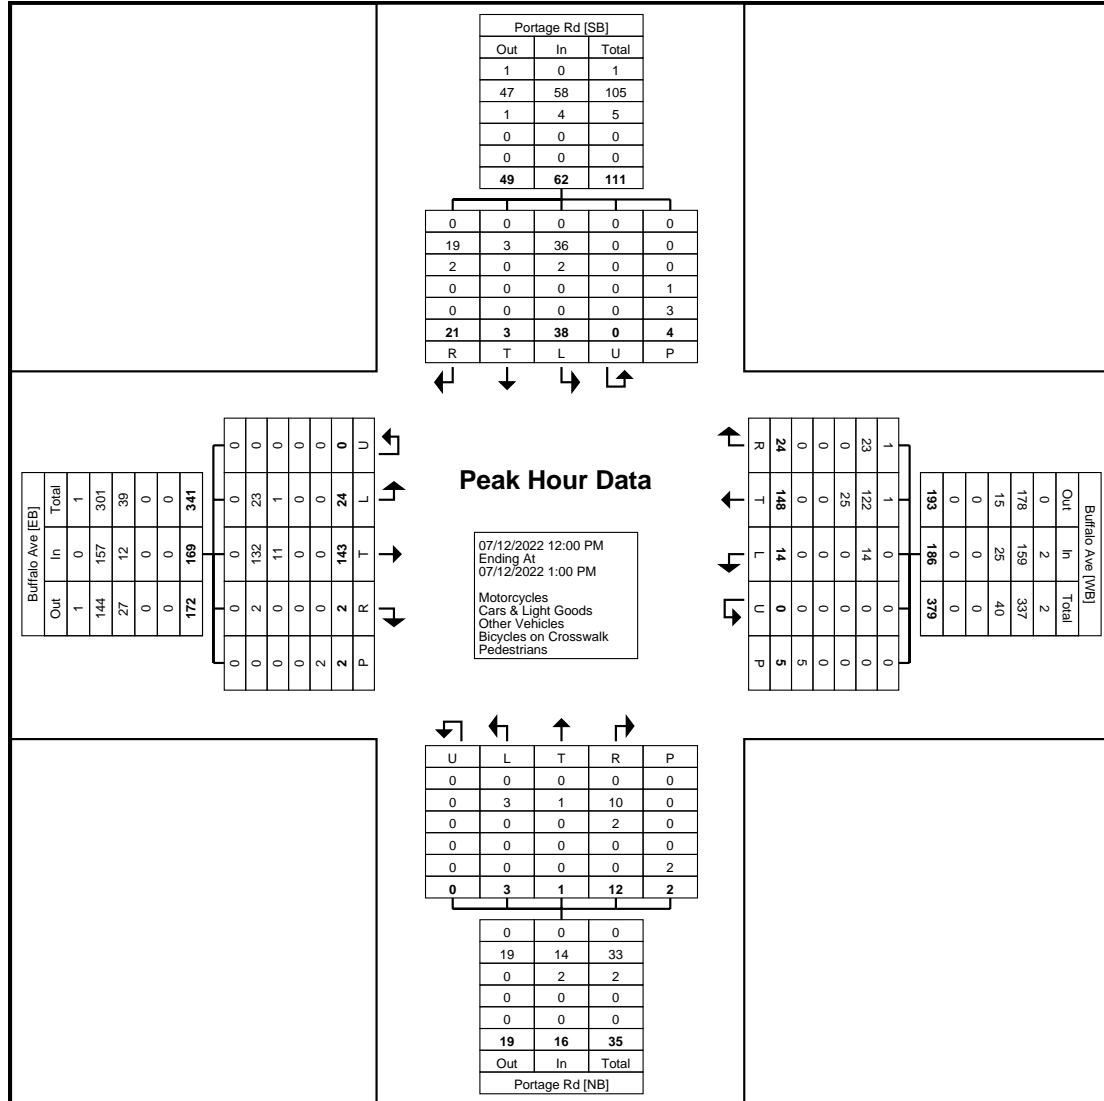 Portage Rd [SB]
Out In Total
1 0 1
47 58 105
1 4 5
0 0 0
0 0 0
49 62 111
0 0 0 0 0
19 3 36 0 0
2 0 2 0 0
0 0 0 0 1
0 0 0 0 3
21 3 38 0 4
R T L U P
Buffalo Ave [EB]
Total 1 301 39 0 0 341
In 0 157 12 0 0 169
Out 1 144 27 0 0 172
0 0 0 0 0 0 U
0 23 1 0 0 24 L
0 132 11 0 0 143 T
0 2 0 0 0 2 R
0 0 0 0 2 2 P
Peak Hour Data
07/12/2022 12:00 PM
Ending At
07/12/2022 1:00 PM
Motorcycles
Cars & Light Goods
Other Vehicles
Bicycles on Crosswalk
Pedestrians
R 24 0 0 0 23 1
T 148 0 0 25 122 1
L 14 0 0 0 14 0
U 0 0 0 0 0 0
P 5 5 0 0 0 0
Buffalo Ave [WB]
193 0 0 15 178 0 Out
186 0 0 25 159 2 In
379 0 0 40 337 2 Total
U L T R P
0 0 0 0 0
0 3 1 10 0
0 0 0 2 0
0 0 0 0 0
0 0 0 0 2
0 3 1 12 2
0 0 0
19 14 33
0 2 2
0 0 0
0 0 0
19 16 35
Out In Total
Portage Rd [NB]